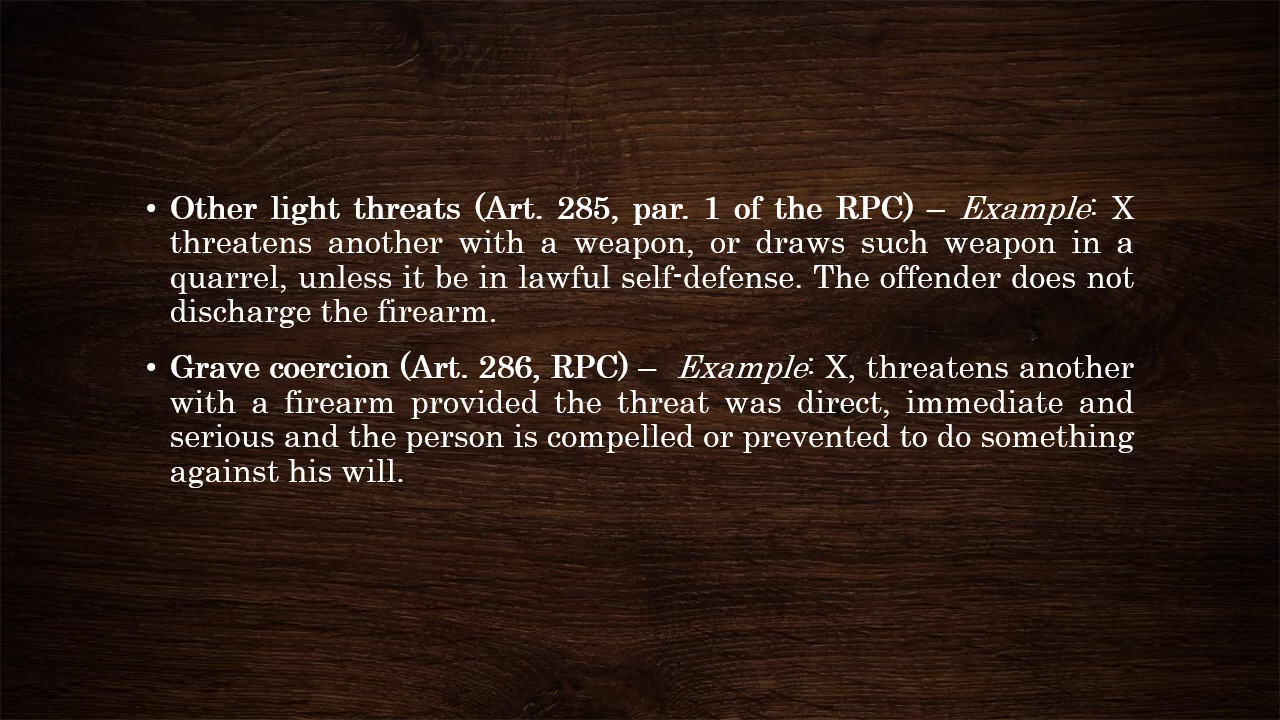 • Other light threats (Art. 285, par. 1 of the RPC) – Example: X
threatens another with a weapon, or draws such weapon in a
quarrel, unless it be in lawful self-defense. The offender does not
discharge the firearm.
• Grave coercion (Art. 286, RPC) – Example: X, threatens another
with a firearm provided the threat was direct, immediate and
serious and the person is compelled or prevented to do something
against his will.